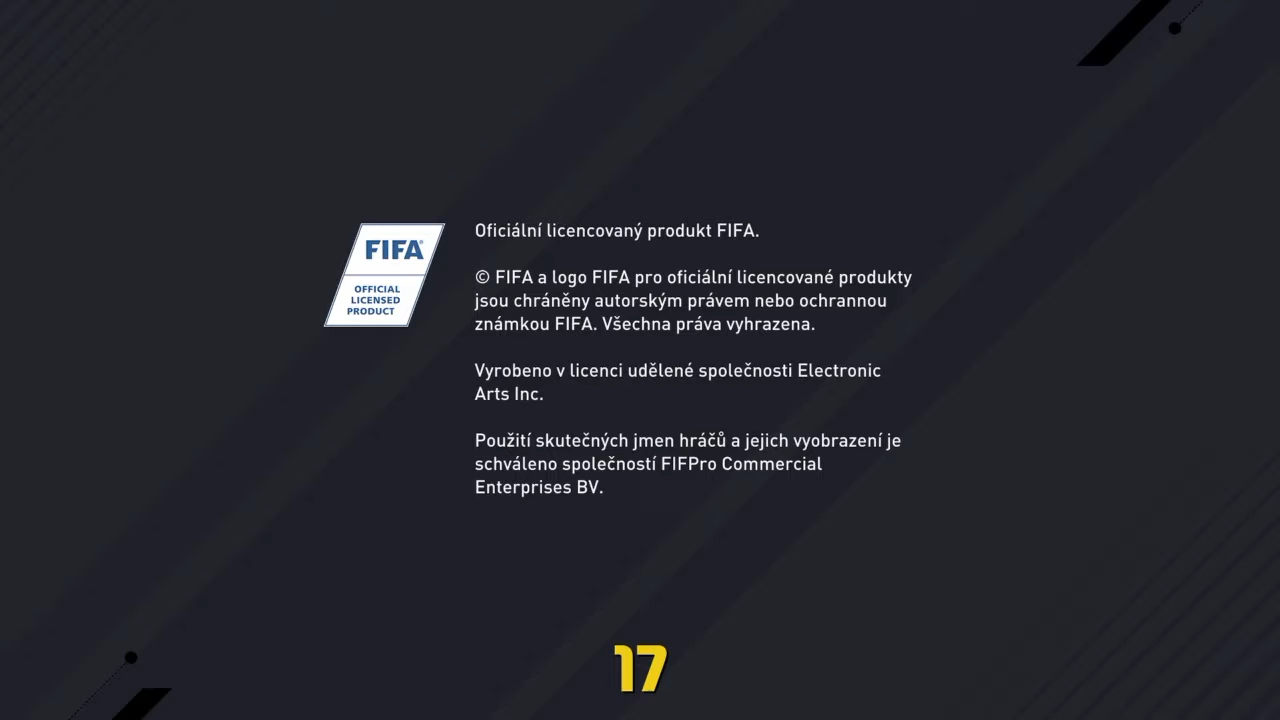 FIFA
OFFICIAL
LICENSED
PRODUCT
Oficiální licencovaný produkt FIFA.
© FIFA a logo FIFA pro oficiální licencované produkty
jsou chráněny autorským právem nebo ochrannou
známkou FIFA. Všechna práva vyhrazena.
Vyrobeno v licenci udělené společnosti Electronic
Arts Inc.
Použití skutečných jmen hráčů a jejich vyobrazení je
schváleno společností FIFPro Commercial
Enterprises BV.
17